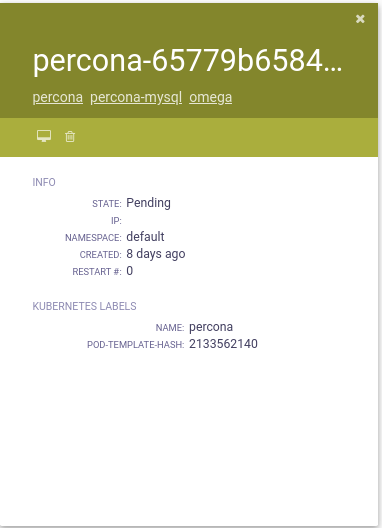 percona-65779b6584…
percona percona-mysql omega
INFO
STATE: Pending
IP:
NAMESPACE: default
CREATED: 8 days ago
RESTART #: 0
KUBERNETES LABELS
NAME: percona
POD-TEMPLATE-HASH: 2133562140